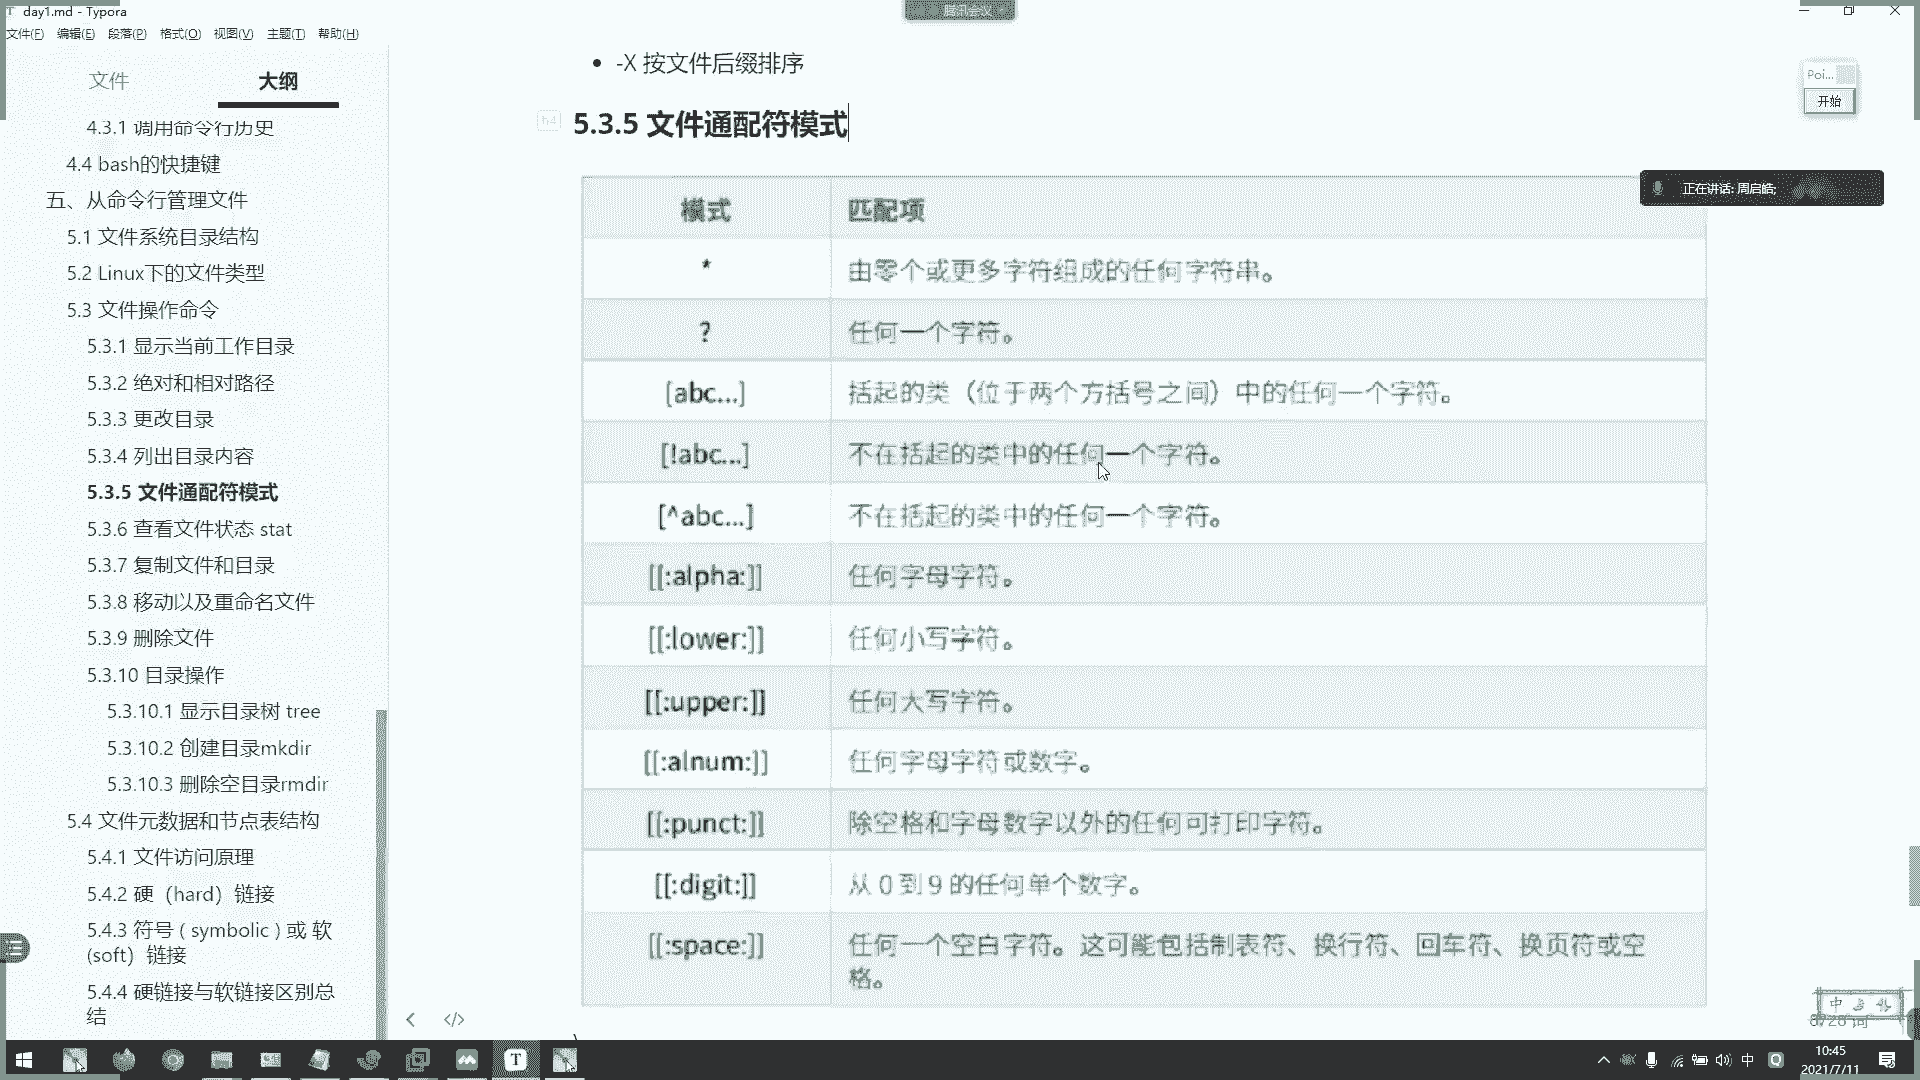 day1.md - Typora
腾讯会议
文件(F) 编辑(E) 段落(P) 格式(O) 视图(V) 主题(T) 帮助(H)
文件 大纲
4.3.1 调用命令行历史
4.4 bash的快捷键
五、从命令行管理文件
5.1 文件系统目录结构
5.2 Linux下的文件类型
5.3 文件操作命令
5.3.1 显示当前工作目录
5.3.2 绝对和相对路径
5.3.3 更改目录
5.3.4 列出目录内容
5.3.5 文件通配符模式
5.3.6 查看文件状态 stat
5.3.7 复制文件和目录
5.3.8 移动以及重命名文件
5.3.9 删除文件
5.3.10 目录操作
5.3.10.1 显示目录树 tree
5.3.10.2 创建目录mkdir
5.3.10.3 删除空目录rmdir
5.4 文件元数据和节点表结构
5.4.1 文件访问原理
5.4.2 硬（hard）链接
5.4.3 符号 ( symbolic ) 或 软
(soft）链接
5.4.4 硬链接与软链接区别总
结
-X 按文件后缀排序
h4
5.3.5 文件通配符模式
模式 匹配项
* 由零个或更多字符组成的任何字符串。
? 任何一个字符。
[abc...] 括起的类（位于两个方括号之间）中的任何一个字符。
[!abc...] 不在括起的类中的任何一个字符。
[^abc...] 不在括起的类中的任何一个字符。
[[:alpha:]] 任何字母字符。
[[:lower:]] 任何小写字符。
[[:upper:]] 任何大写字符。
[[:alnum:]] 任何字母字符或数字。
[[:punct:]] 除空格和字母数字以外的任何可打印字符。
[[:digit:]] 从 0 到 9 的任何单个数字。
[[:space:]] 任何一个空白字符。这可能包括制表符、换行符、回车符、换页符或空
格。
Poi...
开始
正在讲话: 周启皓;
中
8728 词
中
10:45
2021/7/11